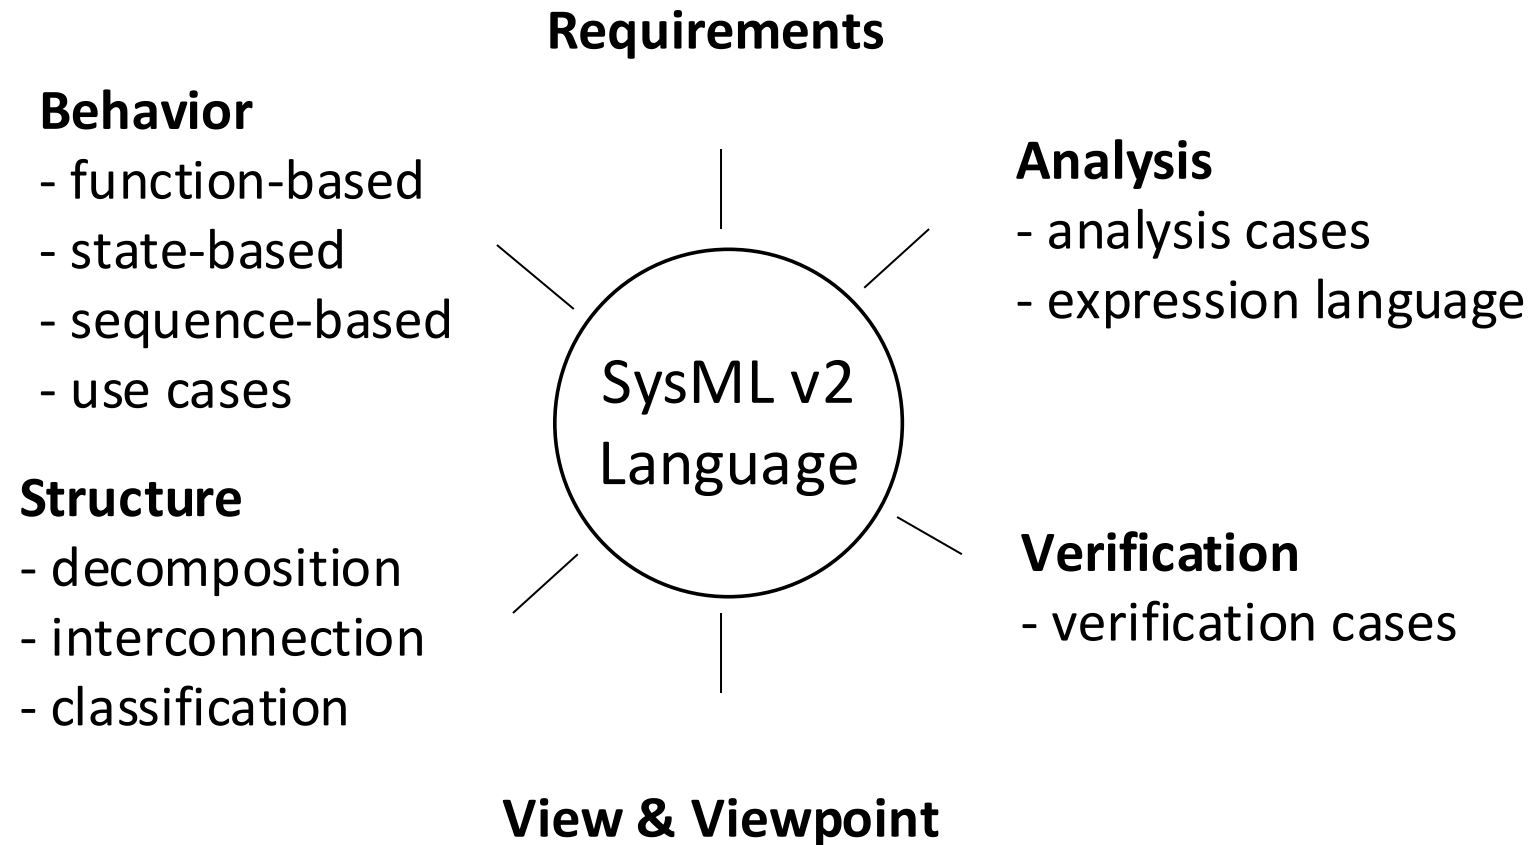 Requirements
Behavior
- function-based
- state-based
- sequence-based
- use cases
Analysis
- analysis cases
- expression language
SysML v2
Language
Structure
- decomposition
- interconnection
- classification
Verification
- verification cases
View & Viewpoint